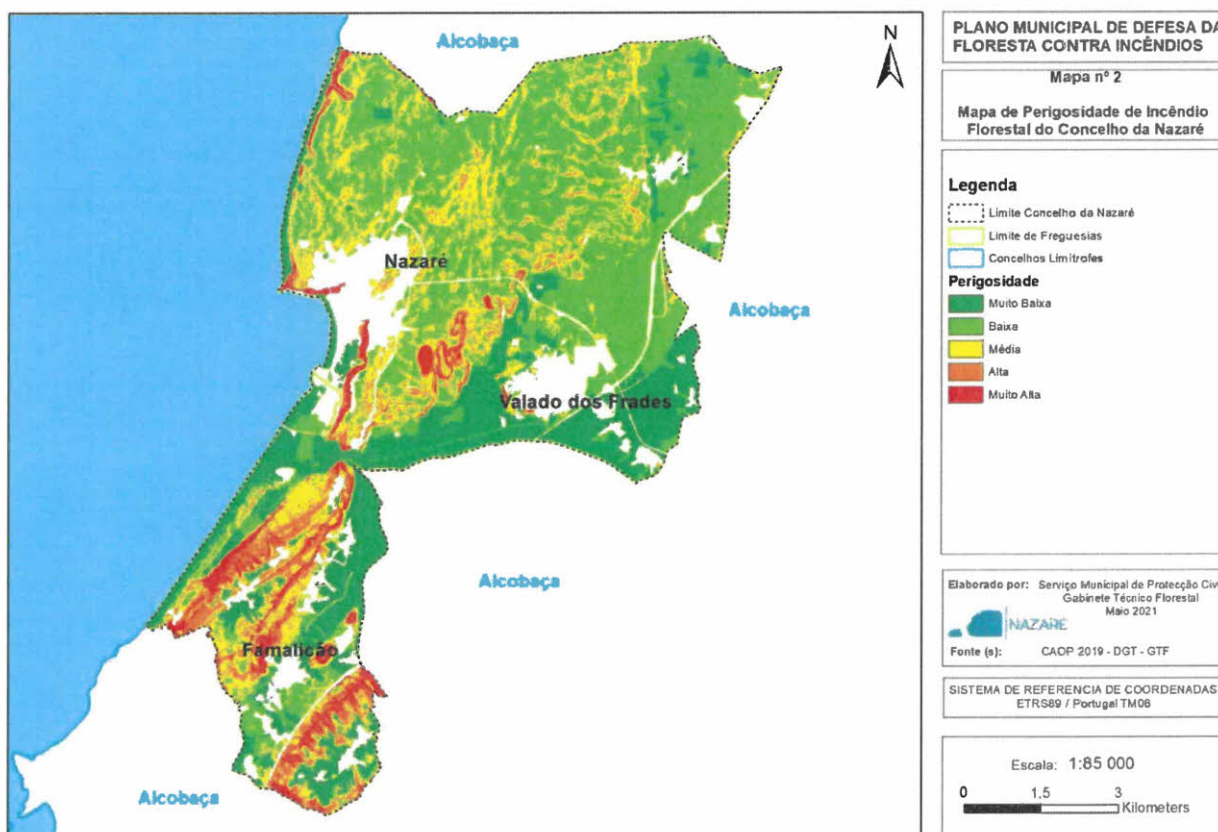 Alcobaça
N
Nazaré
Alcobaça
Valado dos Frades
Alcobaça
Famalicão
Alcobaça
PLANO MUNICIPAL DE DEFESA DA
FLORESTA CONTRA INCÊNDIOS
Mapa nº 2
Mapa de Perigosidade de Incêndio
Florestal do Concelho da Nazaré
Legenda
Limite Concelho da Nazaré
Limite de Freguesias
Concelhos Limítrofes
Perigosidade
Muito Baixa
Baixa
Média
Alta
Muito Alta
Elaborado por: Serviço Municipal de Protecção Civ
Gabinete Técnico Florestal
Maio 2021
NAZARÉ
Fonte (s): CAOP 2019 - DGT - GTF
SISTEMA DE REFERENCIA DE COORDENADAS
ETRS89 / Portugal TM06
Escala: 1:85 000
0 1.5 3
Kilometers